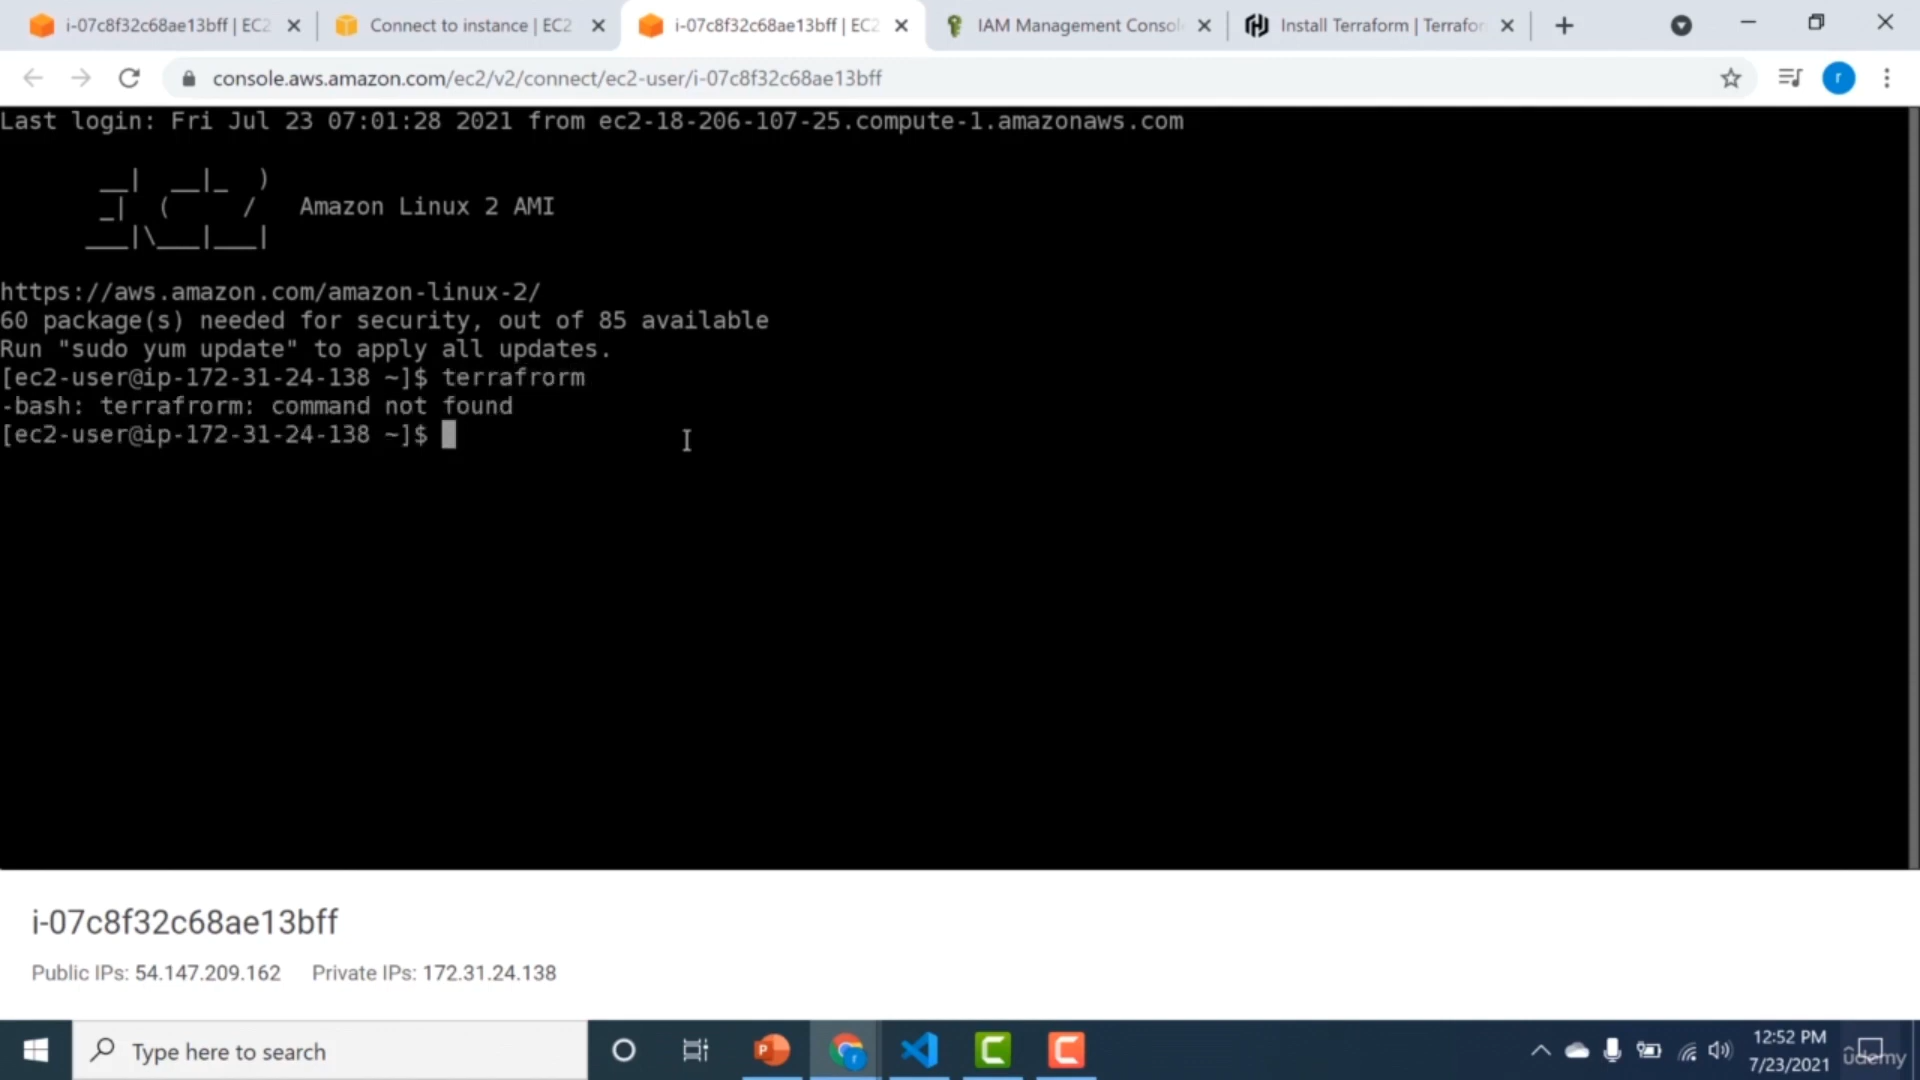 i-07c8f32c68ae13bff | EC2
Connect to instance | EC2
i-07c8f32c68ae13bff | EC2
IAM Management Consol
Install Terraform | Terrafor
console.aws.amazon.com/ec2/v2/connect/ec2-user/i-07c8f32c68ae13bff
r
Last login: Fri Jul 23 07:01:28 2021 from ec2-18-206-107-25.compute-1.amazonaws.com
__|  __|_  )
_|  (     /   Amazon Linux 2 AMI
___|\___|___|
https://aws.amazon.com/amazon-linux-2/
60 package(s) needed for security, out of 85 available
Run "sudo yum update" to apply all updates.
[ec2-user@ip-172-31-24-138 ~]$ terrafrorm
-bash: terrafrorm: command not found
[ec2-user@ip-172-31-24-138 ~]$
i-07c8f32c68ae13bff
Public IPs: 54.147.209.162 Private IPs: 172.31.24.138
Type here to search
12:52 PM
7/23/2021
ûdemy